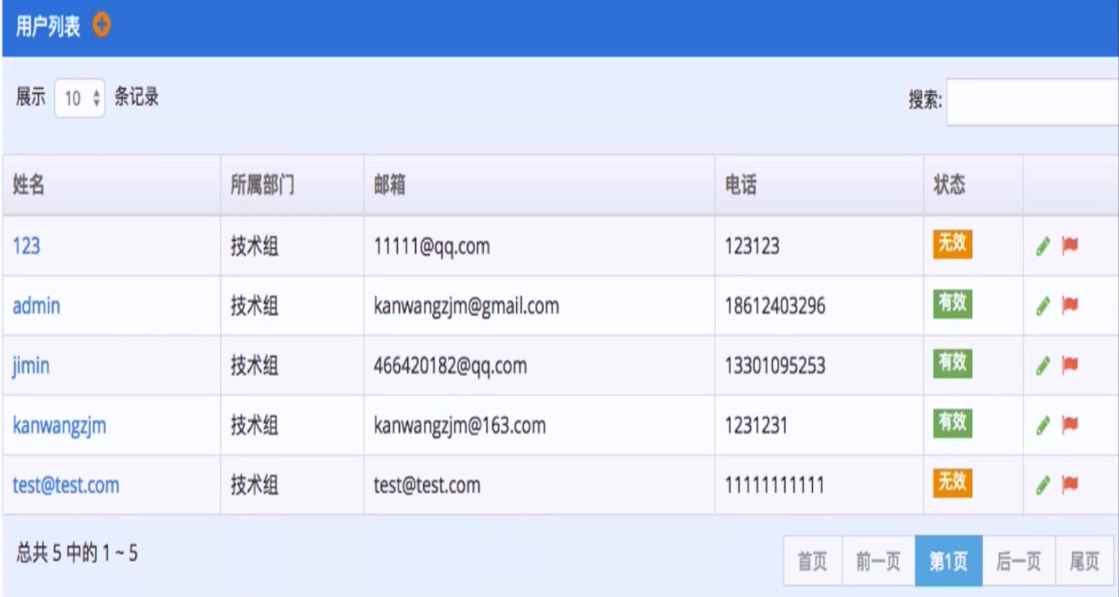 用户列表
展示 10 条记录 搜索:
姓名 所属部门 邮箱 电话 状态
123 技术组 11111@qq.com 123123 无效
admin 技术组 kanwangzjm@gmail.com 18612403296 有效
jimin 技术组 466420182@qq.com 13301095253 有效
kanwangzjm 技术组 kanwangzjm@163.com 1231231 有效
test@test.com 技术组 test@test.com 11111111111 无效
总共 5 中的 1 ~ 5 首页 前一页 第1页 后一页 尾页